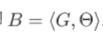 B = ⟨G, Θ⟩